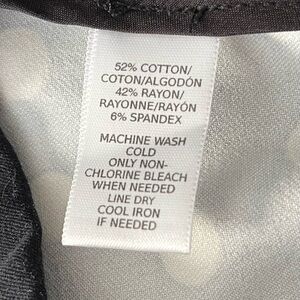 52% COTTON/
COTON/ALGODÓN
42% RAYON/
RAYONNE/RAYÓN
6% SPANDEX
MACHINE WASH
COLD
ONLY NON-
CHLORINE BLEACH
WHEN NEEDED
LINE DRY
COOL IRON
IF NEEDED